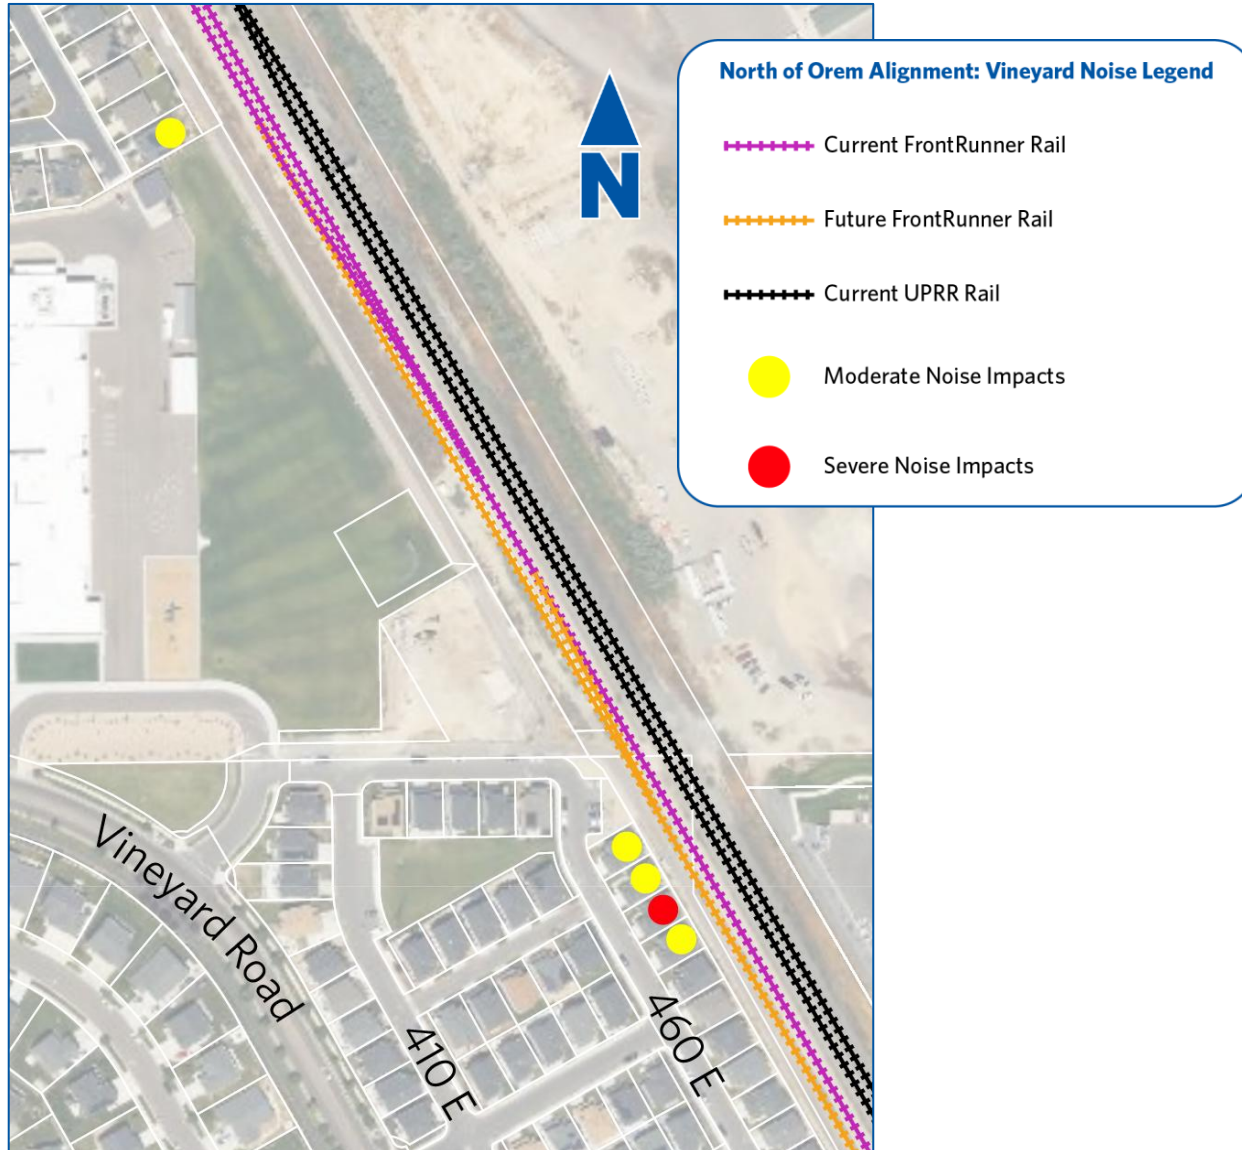 North of Orem Alignment: Vineyard Noise Legend
Current FrontRunner Rail
N
Future FrontRunner Rail
Current UPRR Rail
Moderate Noise Impacts
Severe Noise Impacts
Vineyard Road
410 E
460 E